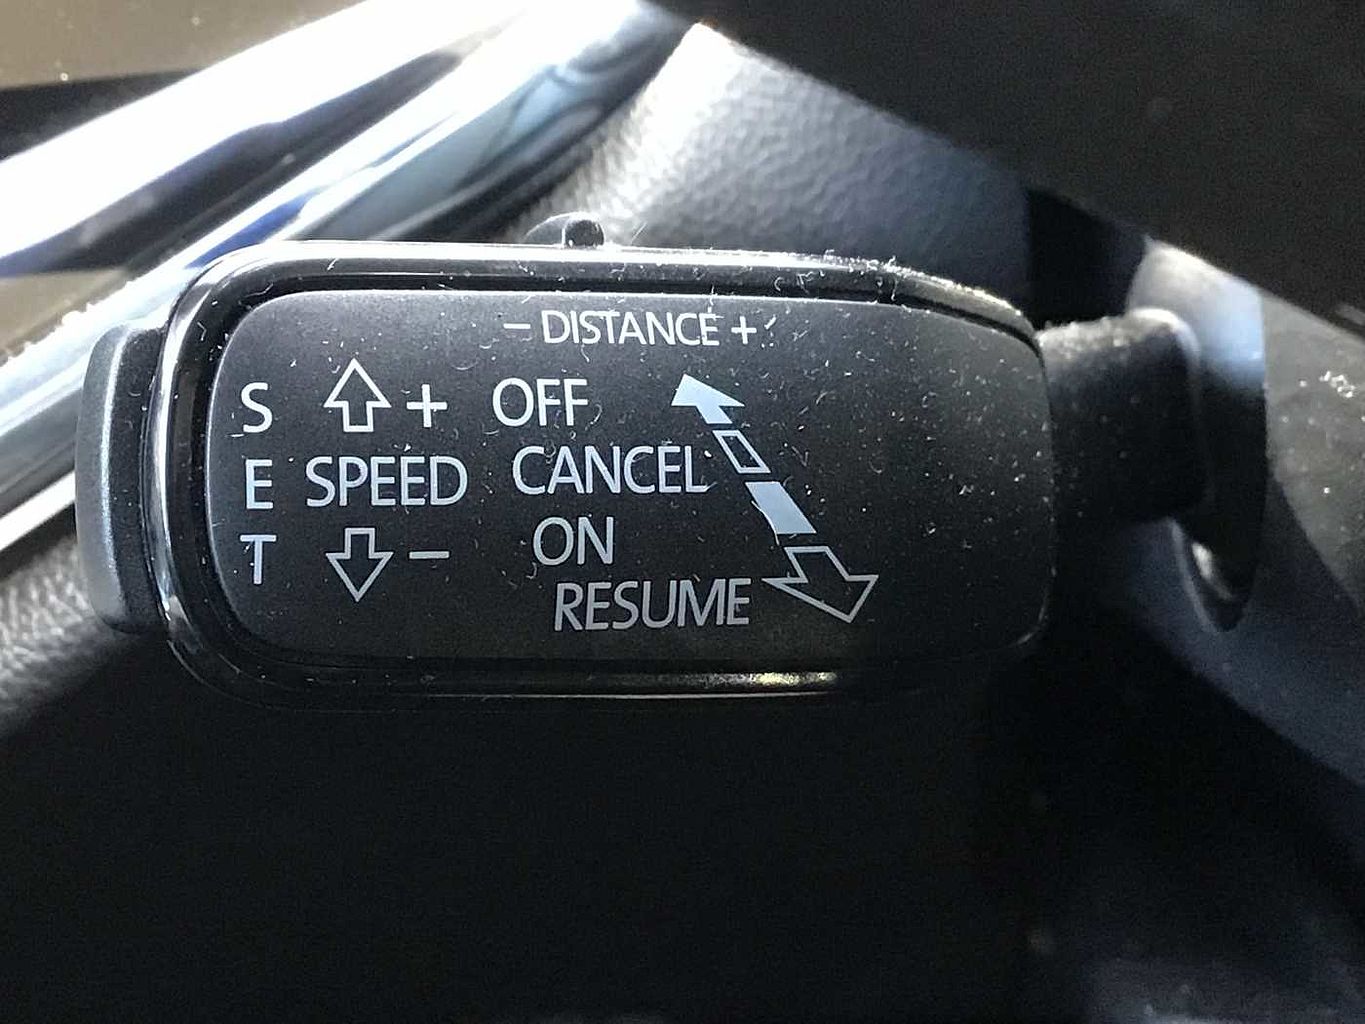 − DISTANCE +
S + OFF
E SPEED CANCEL
T − ON
RESUME